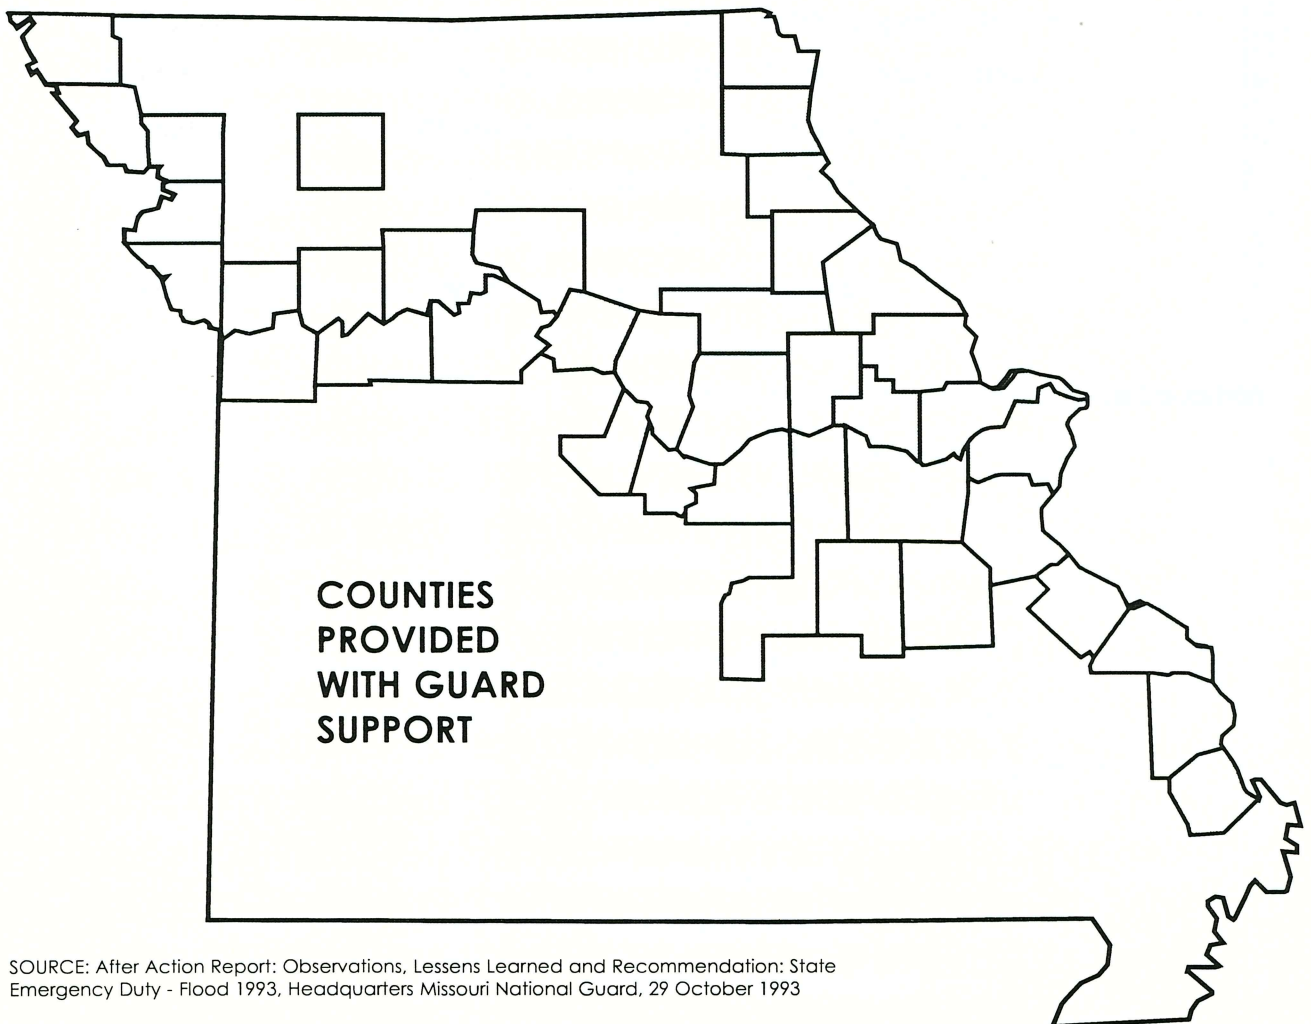 COUNTIES
PROVIDED
WITH GUARD
SUPPORT
SOURCE: After Action Report: Observations, Lessens Learned and Recommendation: State
Emergency Duty - Flood 1993, Headquarters Missouri National Guard, 29 October 1993